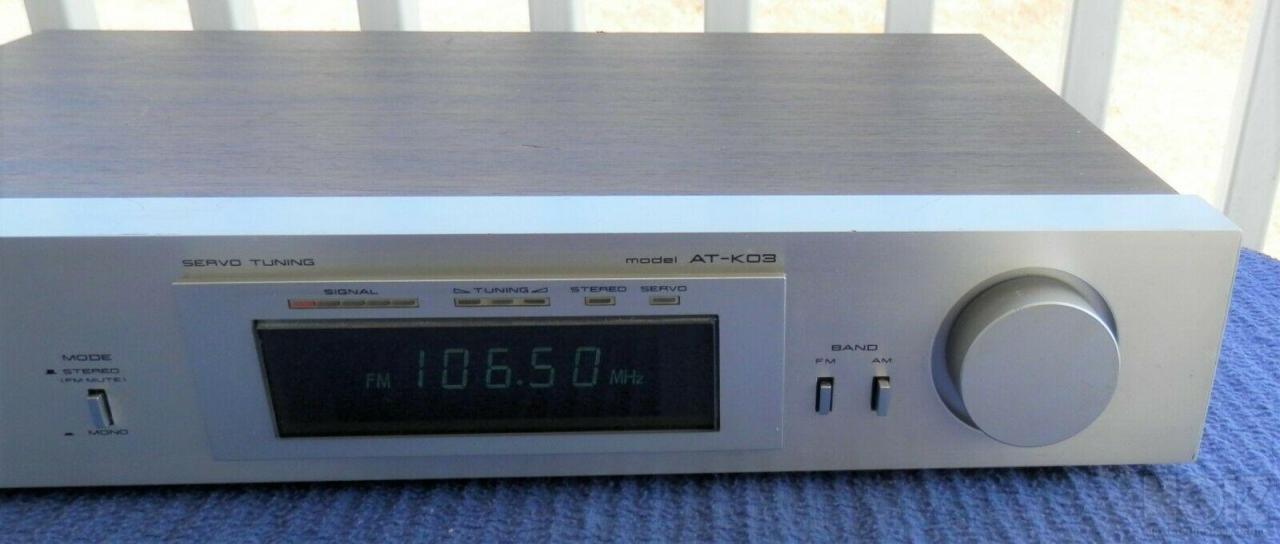 SERVO TUNING
model AT-K03
SIGNAL
TUNING
STEREO
SERVO
FM 106.50 MHz
MODE
STEREO
(FM MUTE)
MONO
BAND
FM AM